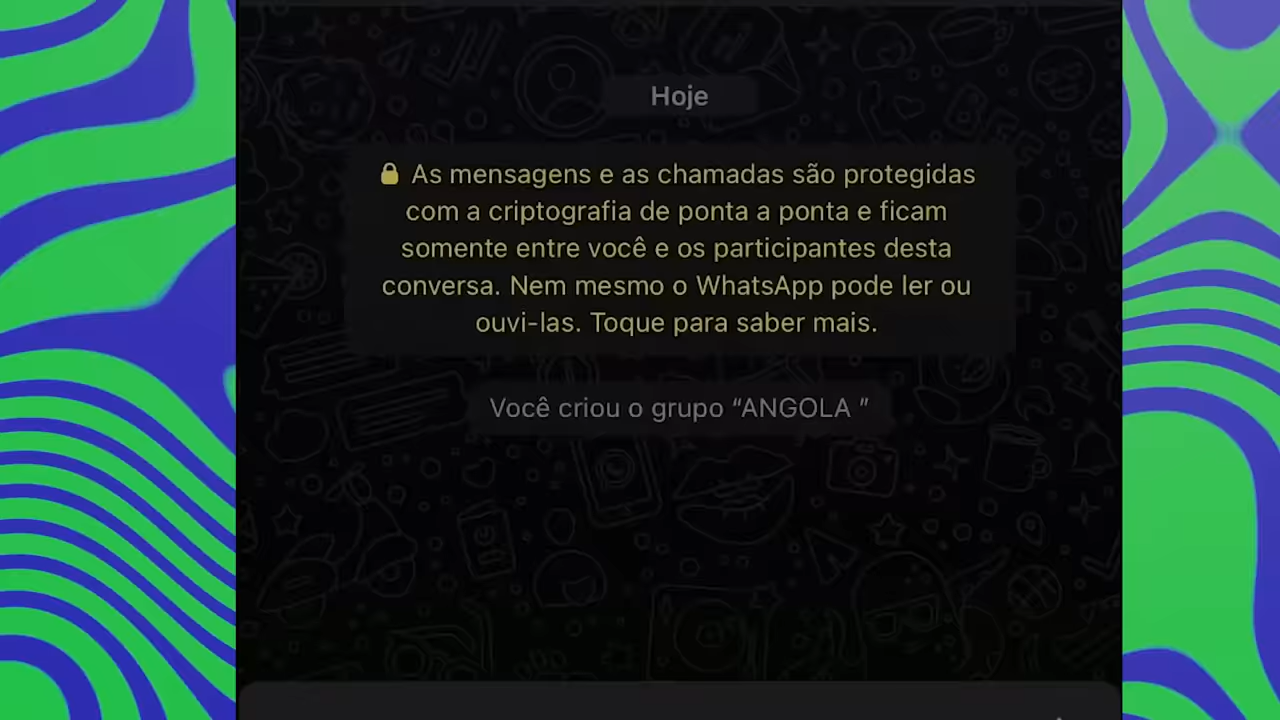 Hoje
As mensagens e as chamadas são protegidas
com a criptografia de ponta a ponta e ficam
somente entre você e os participantes desta
conversa. Nem mesmo o WhatsApp pode ler ou
ouvi-las. Toque para saber mais.
Você criou o grupo “ANGOLA ”